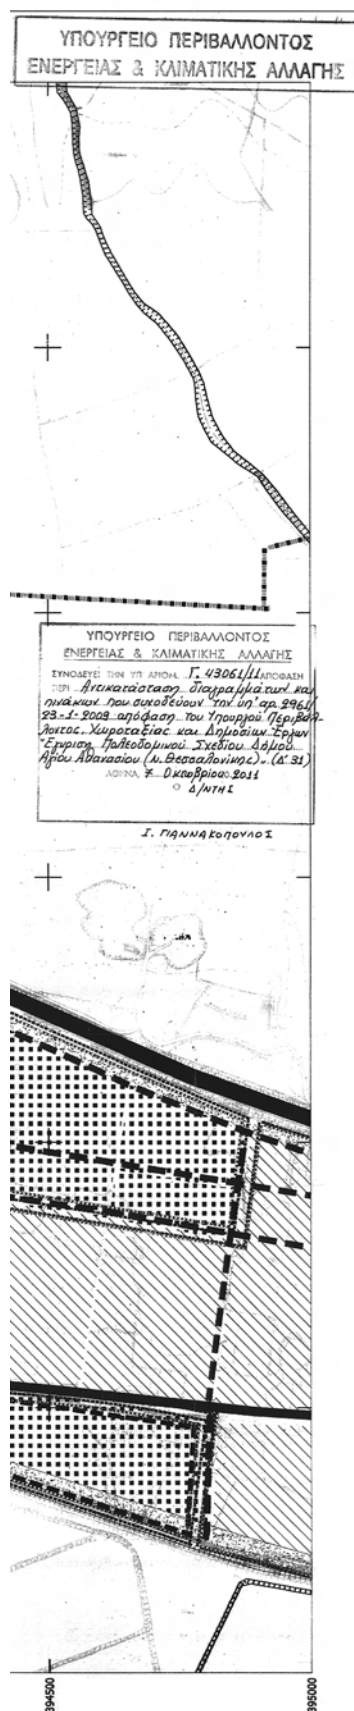 ΥΠΟΥΡΓΕΙΟ ΠΕΡΙΒΑΛΛΟΝΤΟΣ
ΕΝΕΡΓΕΙΑΣ & ΚΛΙΜΑΤΙΚΗΣ ΑΛΛΑΓΗΣ
ΥΠΟΥΡΓΕΙΟ ΠΕΡΙΒΑΛΛΟΝΤΟΣ
ΕΝΕΡΓΕΙΑΣ & ΚΛΙΜΑΤΙΚΗΣ ΑΛΛΑΓΗΣ
ΣΥΝΟΔΕΥΕΙ ΤΗΝ ΥΠ ΑΡΙΘΜ. Γ. 43061/11 ΑΠΟΦΑΣΗ
ΠΕΡΙ Αντικατάσταση διαγραμμάτων και
πινάκων που συνοδεύουν την υπ' αρ. 2961/
23-1-2009 απόφαση του Υπουργού Περιβάλ-
λοντος, Χωροταξίας και Δημοσίων Έργων
"Έγκριση Πολεοδομικού Σχεδίου Δήμου
Αγίου Αθανασίου (Ν. Θεσσαλονίκης)" (Δ' 31)
ΑΘΗΝΑ 7 Οκτωβρίου 2011
Ο Δ/ΝΤΗΣ
Ι. ΓΙΑΝΝΑΚΟΠΟΥΛΟΣ
394500
395000